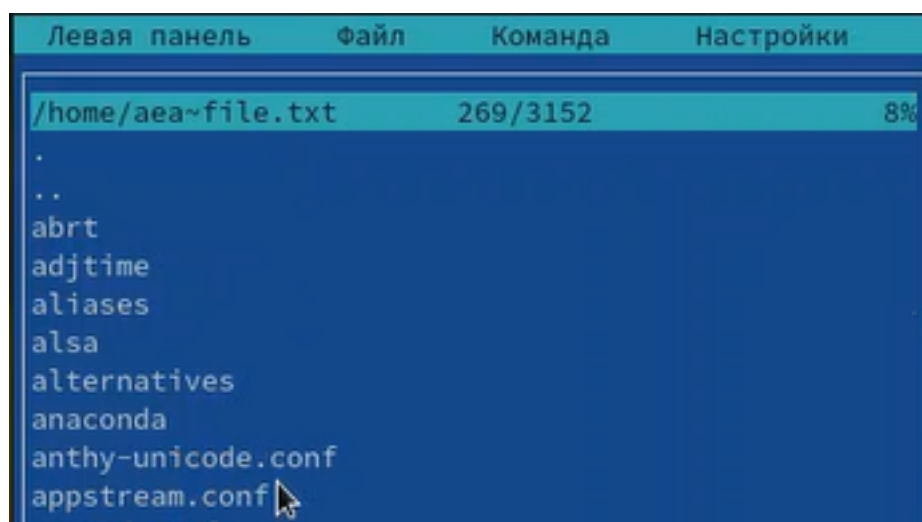 Левая панель Файл Команда Настройки
/home/aea~file.txt 269/3152 8%
.
..
abrt
adjtime
aliases
alsa
alternatives
anaconda
anthy-unicode.conf
appstream.conf